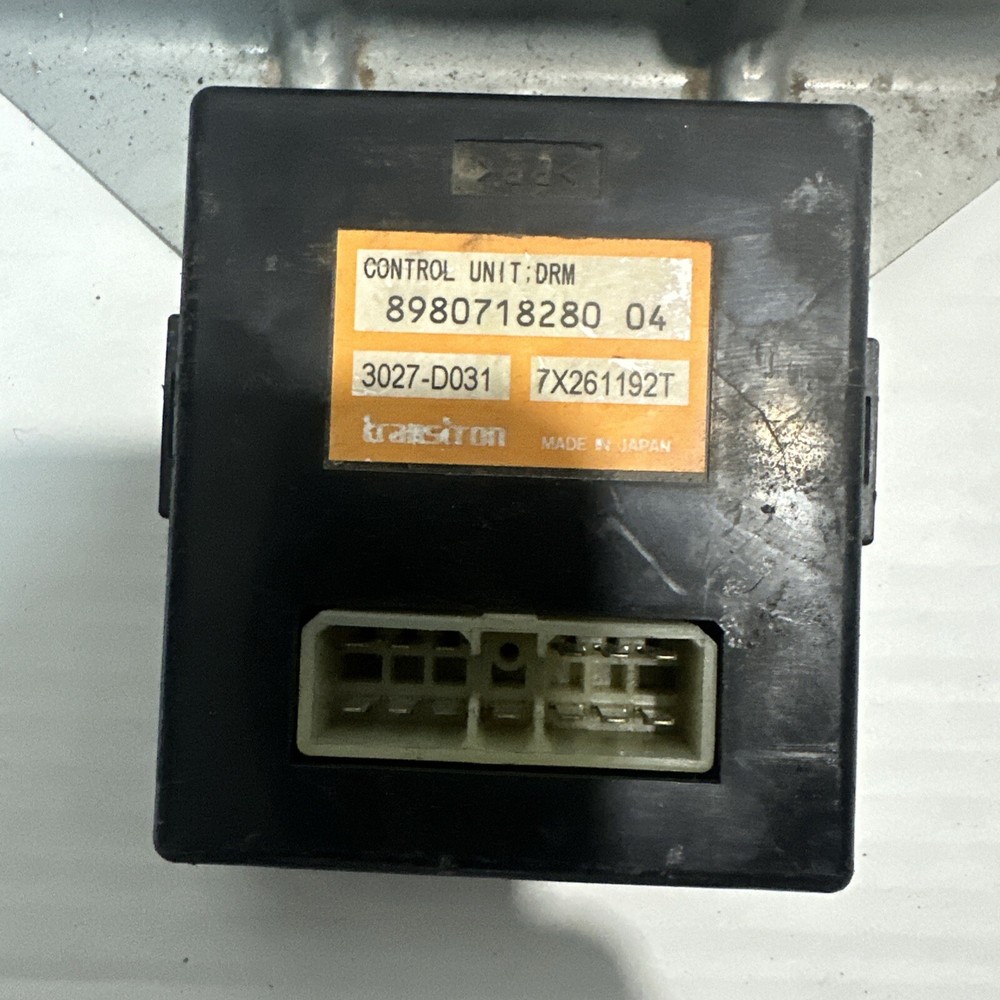 CONTROL UNIT;DRM
8980718280 04
3027-D031 7X261192T
transtron MADE IN JAPAN